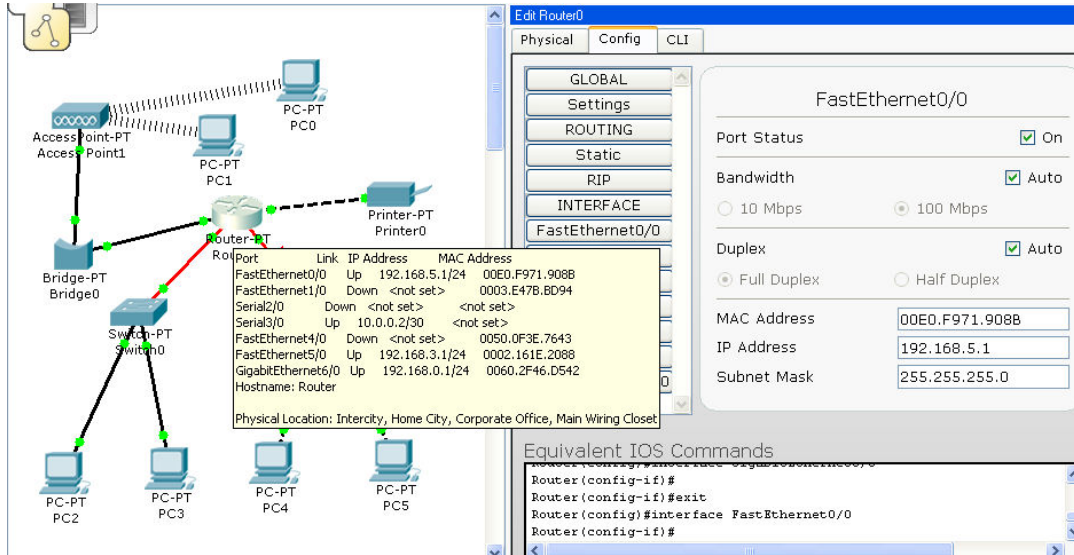 PC-PT
PC0
AccessPoint-PT
Access Point1
PC-PT
PC1
Printer-PT
Printer0
Router-PT
Bridge-PT
Bridge0
Switch-PT
Switch0
Port Link IP Address MAC Address
FastEthernet0/0 Up 192.168.5.1/24 00E0.F971.908B
FastEthernet1/0 Down <not set> 0003.E47B.BD94
Serial2/0 Down <not set> <not set>
Serial3/0 Up 10.0.0.2/30 <not set>
FastEthernet4/0 Down <not set> 0050.0F3E.7643
FastEthernet5/0 Up 192.168.3.1/24 0002.161E.2088
GigabitEthernet6/0 Up 192.168.0.1/24 0060.2F46.D542
Hostname: Router
Physical Location: Intercity, Home City, Corporate Office, Main Wiring Closet
PC-PT
PC2
PC-PT
PC3
PC-PT
PC4
PC-PT
PC5
Edit Router0
Physical Config CLI
GLOBAL
Settings
ROUTING
Static
RIP
INTERFACE
FastEthernet0/0
FastEthernet0/0
Port Status On
Bandwidth Auto
10 Mbps 100 Mbps
Duplex Auto
Full Duplex Half Duplex
MAC Address 00E0.F971.908B
IP Address 192.168.5.1
Subnet Mask 255.255.255.0
Equivalent IOS Commands
Router(config-if)#
Router(config-if)#exit
Router(config)#interface FastEthernet0/0
Router(config-if)#